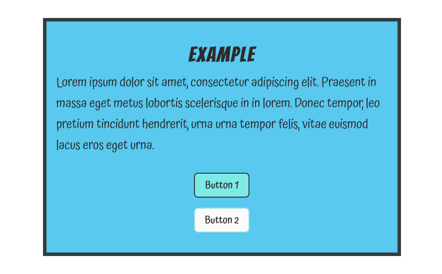 EXAMPLE
Lorem ipsum dolor sit amet, consectetur adipiscing elit. Praesent in
massa eget metus lobortis scelerisque in in lorem. Donec tempor, leo
pretium tincidunt hendrerit, urna urna tempor felis, vitae euismod
lacus eros eget urna.
Button 1
Button 2